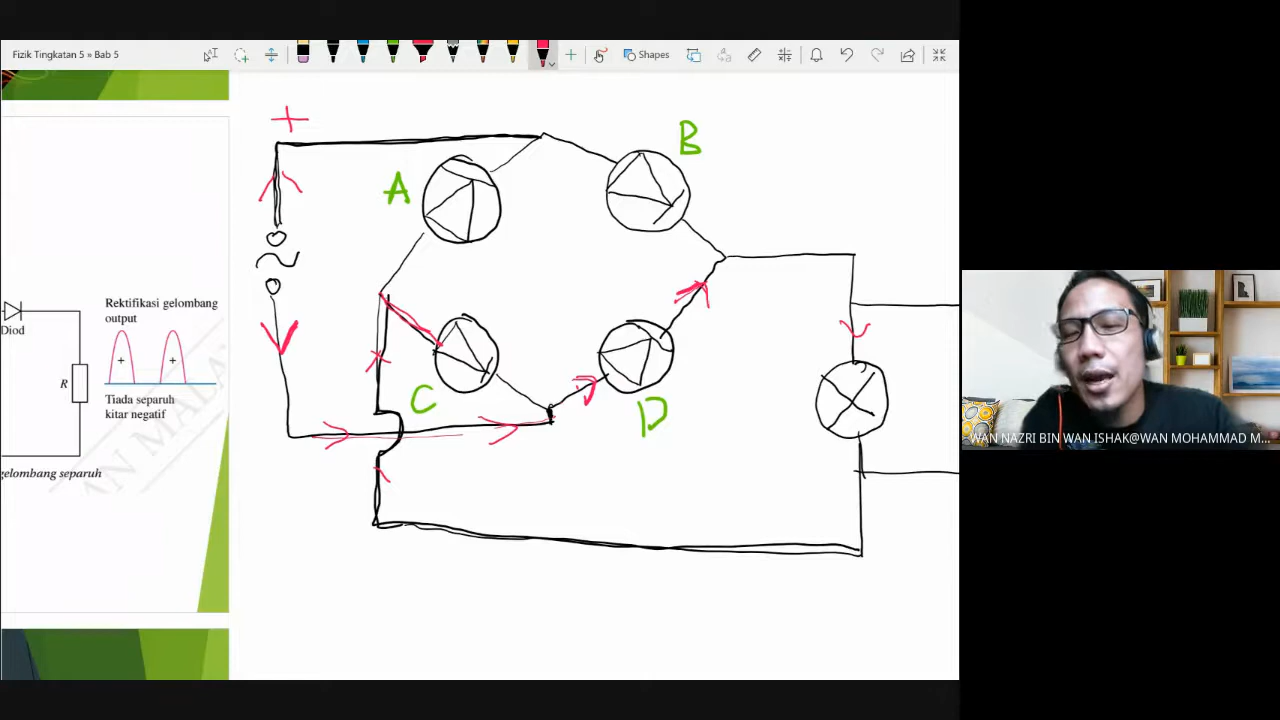 Fizik Tingkatan 5 » Bab 5
Shapes
+
A
B
C
D
Diod
R
Rektifikasi gelombang
output
+ +
Tiada separuh
kitar negatif
gelombang separuh
WAN NAZRI BIN WAN ISHAK@WAN MOHAMMAD M...